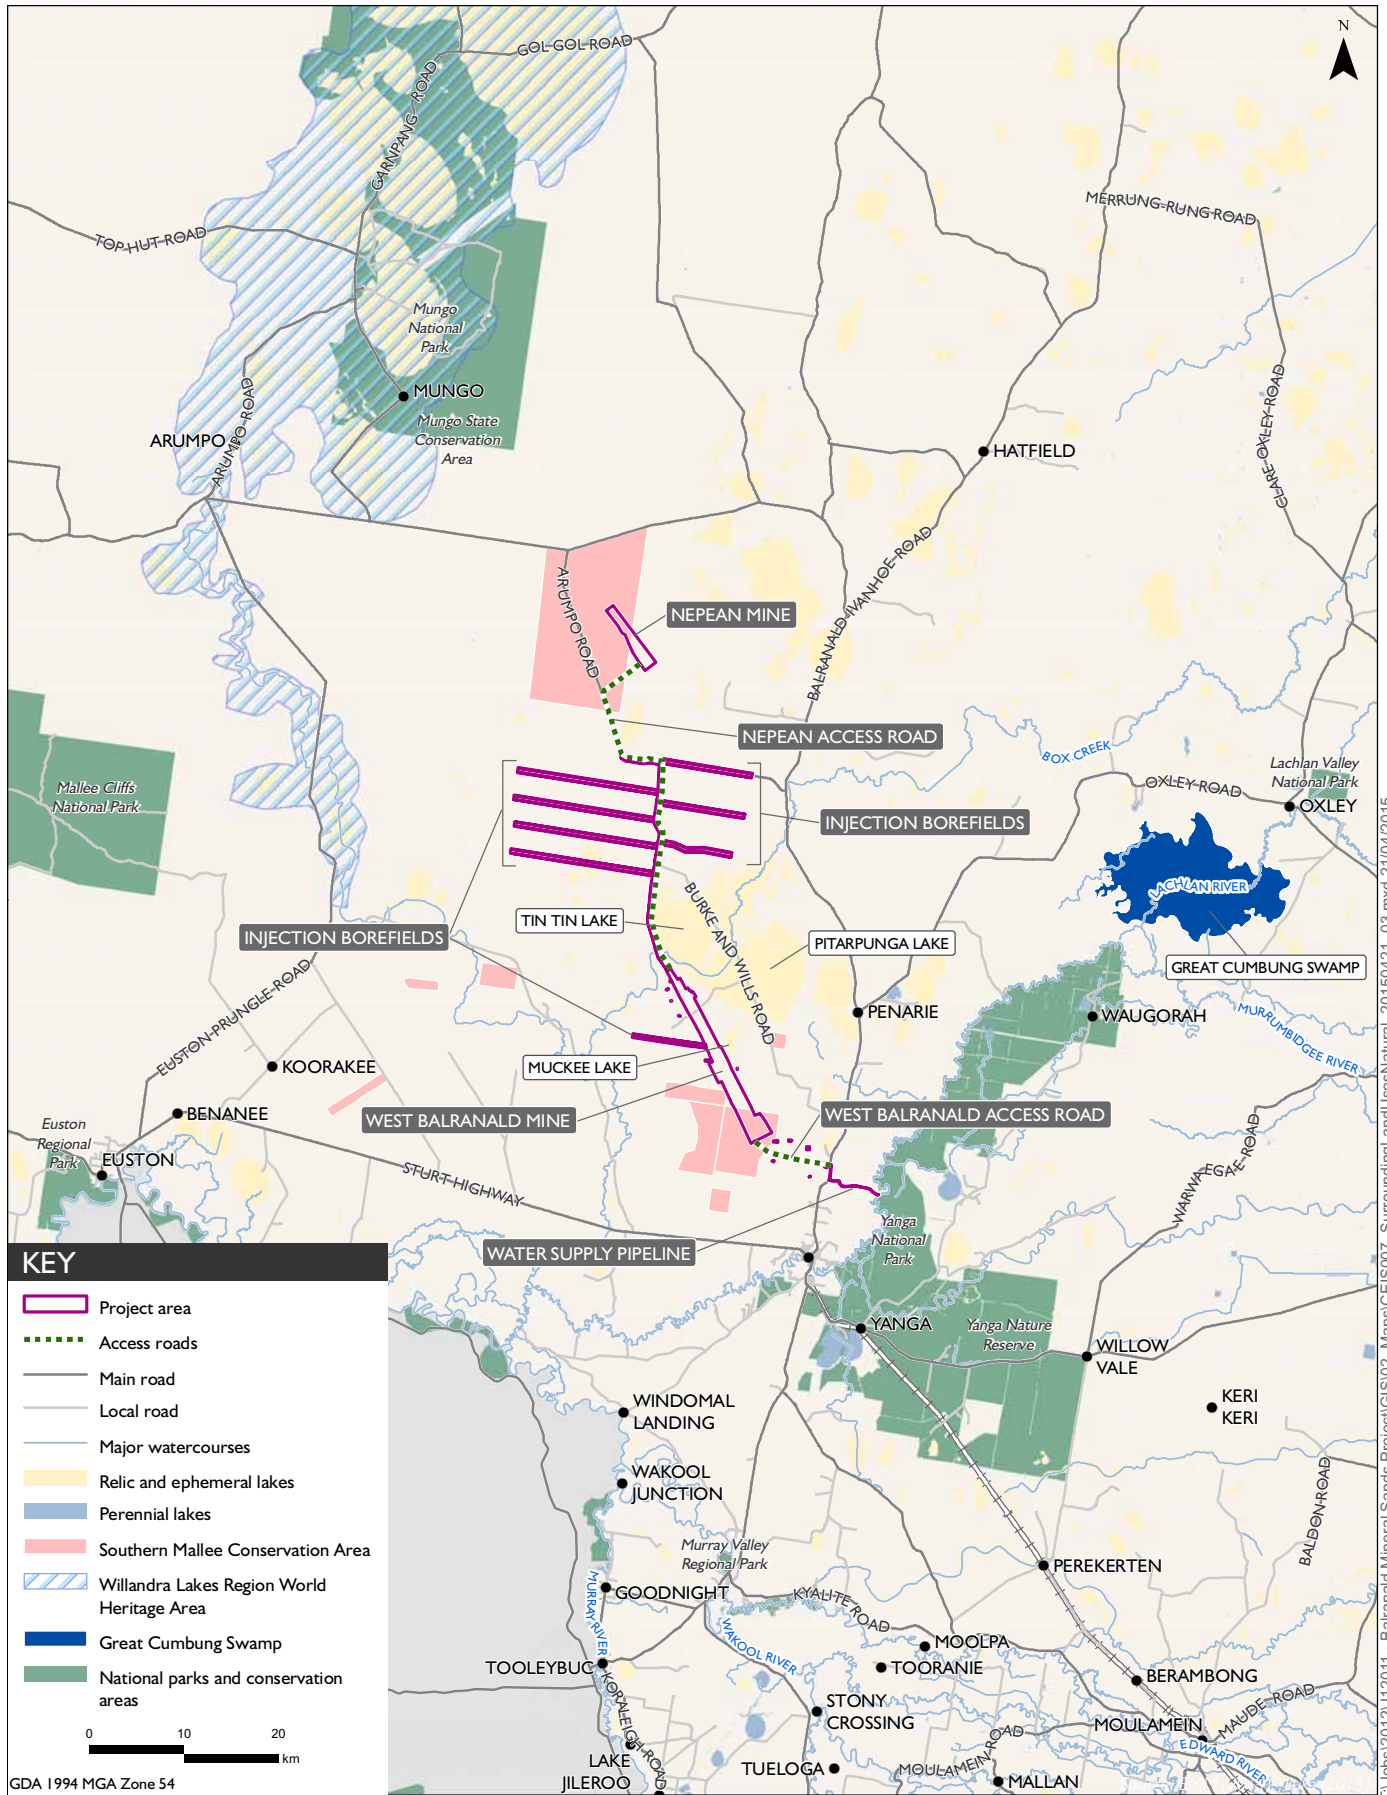 N
GOL GOL ROAD
GARNPANG ROAD
MERRUNG-RUNG ROAD
TOP HUT ROAD
Mungo
National
Park
MUNGO
Mungo State
Conservation
Area
ARUMPO
ARUMPO ROAD
CLARE-OXLEY-ROAD
HATFIELD
BALRANALD-IVANHOE-ROAD
ARUMPO ROAD
NEPEAN MINE
NEPEAN ACCESS ROAD
BOX CREEK
Lachlan Valley
National Park
OXLEY ROAD
OXLEY
Mallee Cliffs
National Park
INJECTION BOREFIELDS
LACHLAN RIVER
BURKE AND WILLS ROAD
TIN TIN LAKE
INJECTION BOREFIELDS
PITARPUNGA LAKE
GREAT CUMBUNG SWAMP
EUSTON-PRUNGLE-ROAD
PENARIE
WAUGORAH
MURRUMBIDGEE RIVER
KOORAKEE
MUCKEE LAKE
BENANEE
WEST BALRANALD MINE
WEST BALRANALD ACCESS ROAD
Euston
Regional
Park
EUSTON
STURT-HIGHWAY
WARWAEGAE-ROAD
Yanga
National
Park
WATER SUPPLY PIPELINE
YANGA
Yanga Nature
Reserve
WILLOW
VALE
KERI
KERI
WINDOMAL
LANDING
WAKOOL
JUNCTION
BALDON ROAD
Murray Valley
Regional Park
PEREKERTEN
GOODNIGHT
KYALITE ROAD
MURRAY RIVER
WAKOOL RIVER
MOOLPA
TOORANIE
TOOLEYBUC
BERAMBONG
KORALEIGH ROAD
STONY
CROSSING
MAUDE ROAD
MOULAMEIN
EDWARD RIVER
MOULAMEIN ROAD
LAKE
JILEROO
TUELOGA
MALLAN
KEY
Project area
Access roads
Main road
Local road
Major watercourses
Relic and ephemeral lakes
Perennial lakes
Southern Mallee Conservation Area
Willandra Lakes Region World
Heritage Area
Great Cumbung Swamp
National parks and conservation
areas
0 10 20
km
GDA 1994 MGA Zone 54